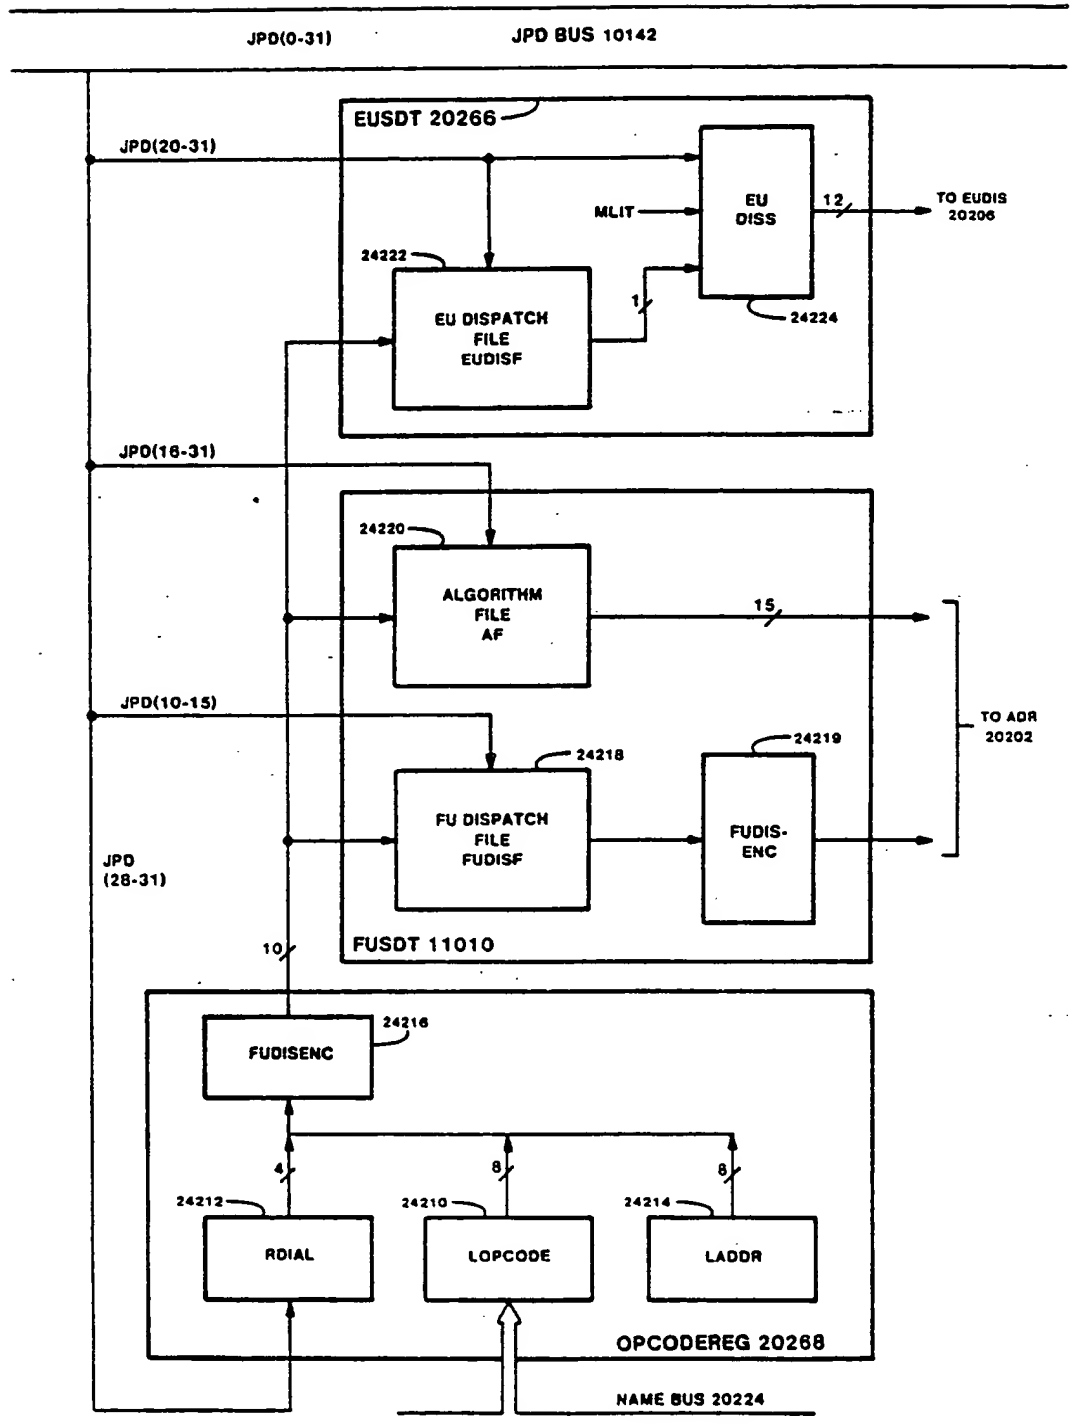 JPD(0-31)
JPD BUS 10142
EUSDT 20266
JPD(20-31)
EU
DISS
MLIT
12
TO EUDIS
20206
24222
EU DISPATCH
FILE
EUDISF
1
24224
JPD(16-31)
24220
ALGORITHM
FILE
AF
15
JPD(10-15)
TO ADR
20202
24218
24219
FU DISPATCH
FILE
FUDISF
FUDIS-
ENC
JPD
(28-31)
FUSDT 11010
10
24216
FUDISENC
4
8
8
24212
24210
24214
RDIAL
LOPCODE
LADDR
OPCODEREG 20268
NAME BUS 20224